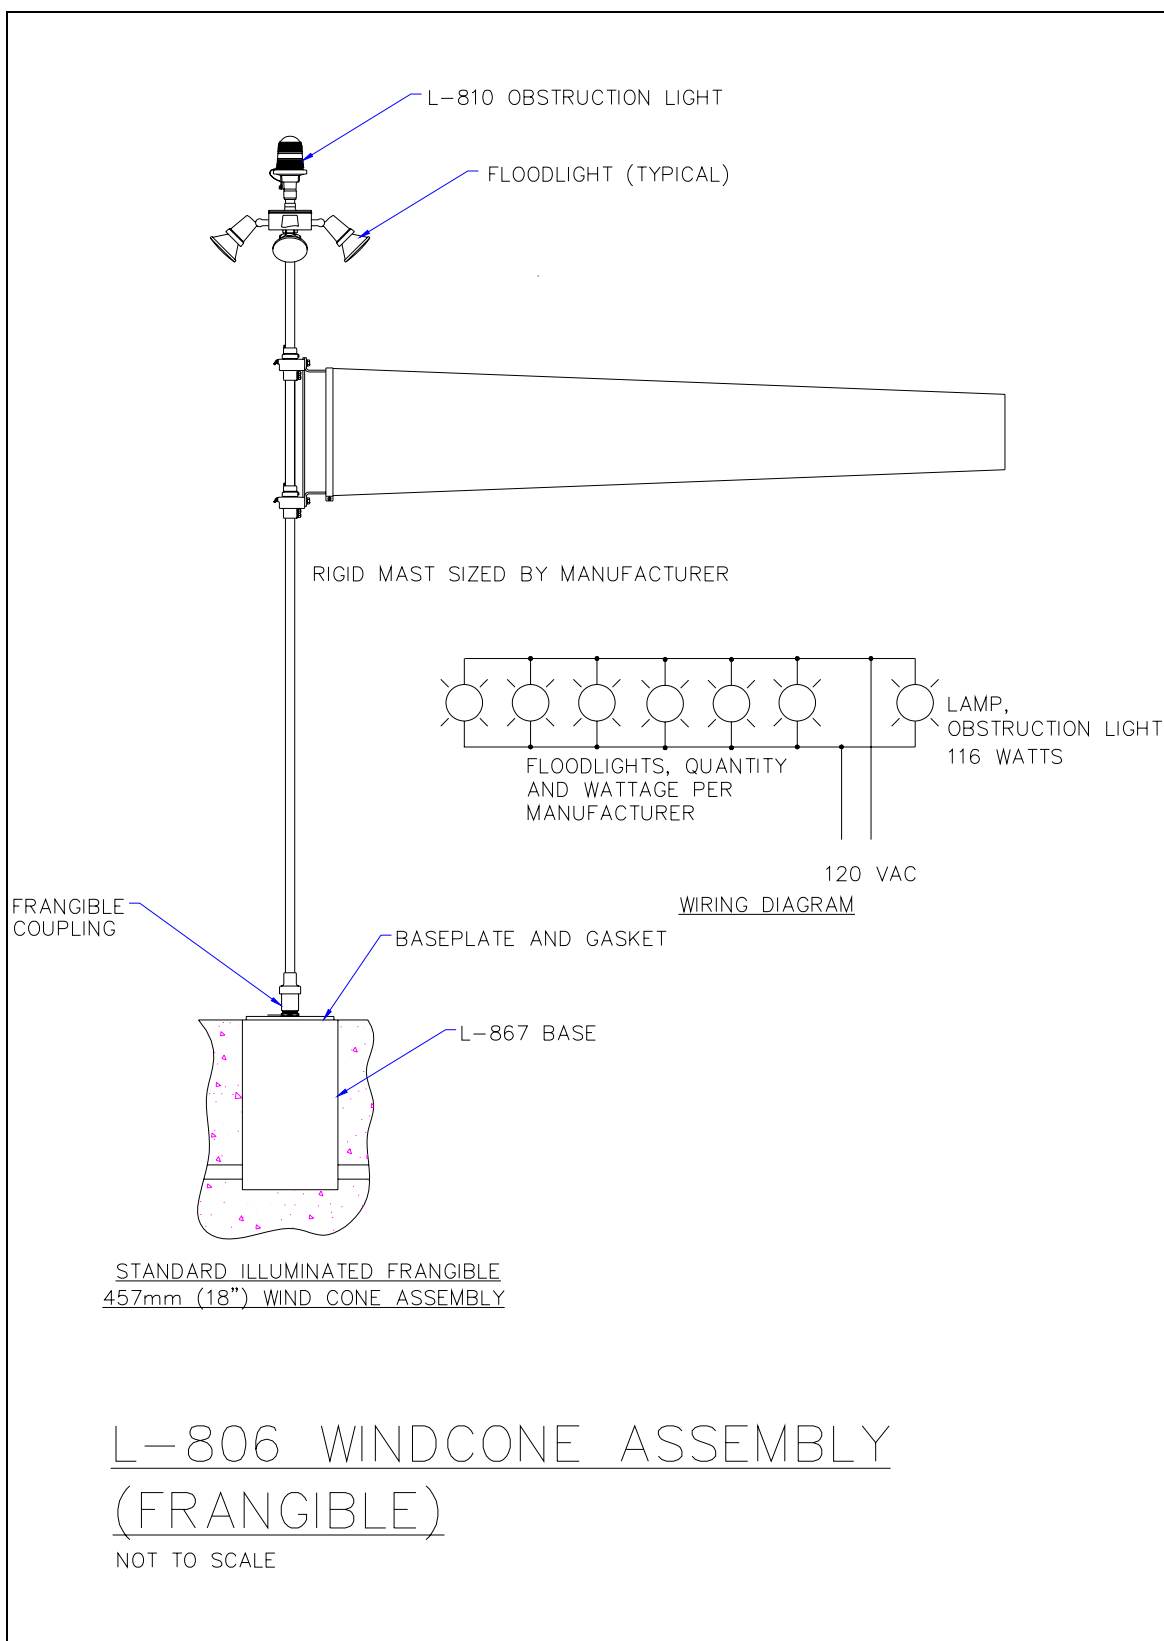 L-810 OBSTRUCTION LIGHT
FLOODLIGHT (TYPICAL)
RIGID MAST SIZED BY MANUFACTURER
LAMP,
OBSTRUCTION LIGHT
116 WATTS
FLOODLIGHTS, QUANTITY
AND WATTAGE PER
MANUFACTURER
120 VAC
WIRING DIAGRAM
FRANGIBLE
COUPLING
BASEPLATE AND GASKET
L-867 BASE
STANDARD ILLUMINATED FRANGIBLE
457mm (18") WIND CONE ASSEMBLY
L-806 WINDCONE ASSEMBLY
(FRANGIBLE)
NOT TO SCALE